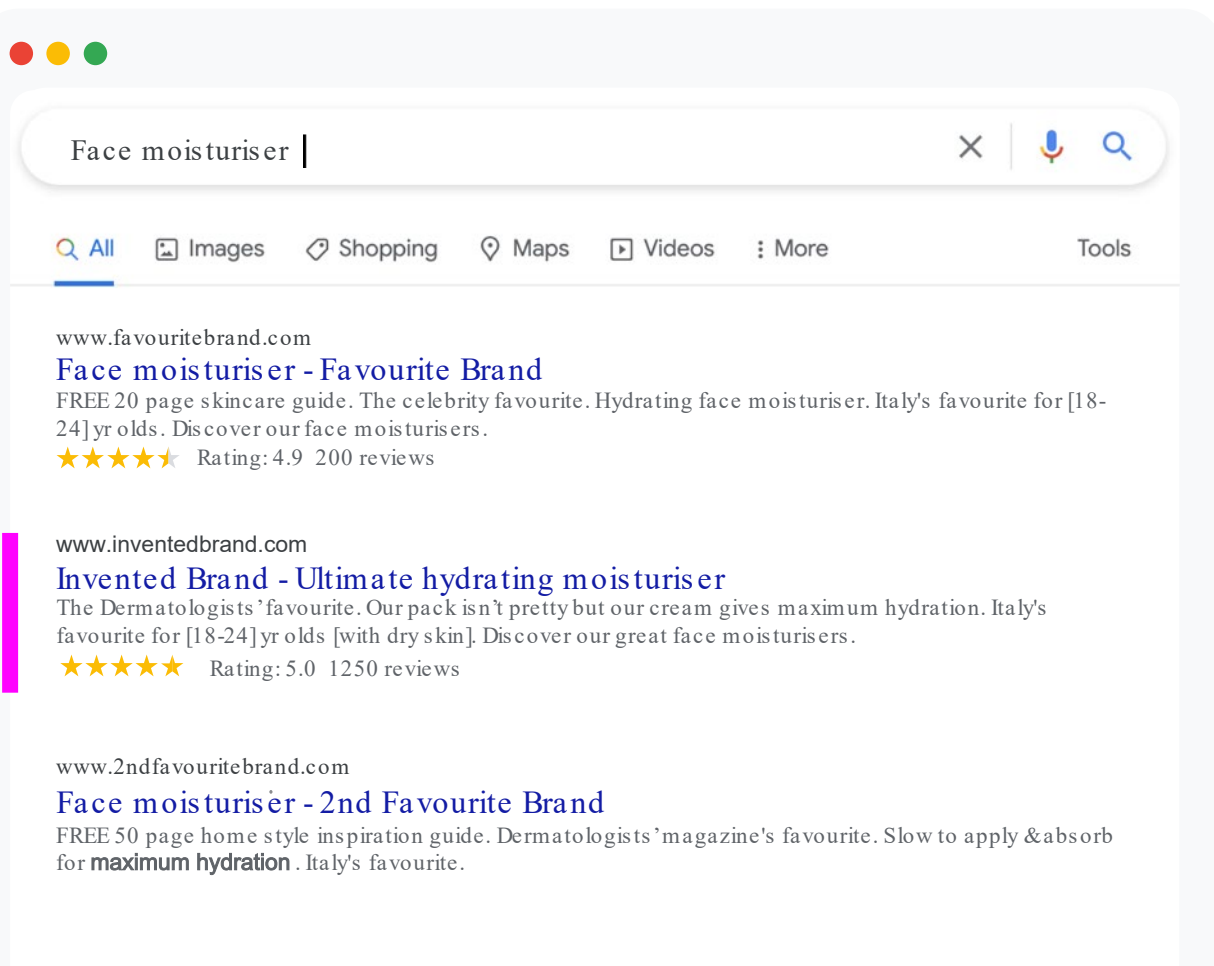 Face moisturiser
All Images Shopping Maps Videos More Tools
www.favouritebrand.com
Face moisturiser - Favourite Brand
FREE 20 page skincare guide. The celebrity favourite. Hydrating face moisturiser. Italy's favourite for [18-
24] yr olds. Discover our face moisturisers.
Rating: 4.9 200 reviews
www.inventedbrand.com
Invented Brand - Ultimate hydrating moisturiser
The Dermatologists’ favourite. Our pack isn’t pretty but our cream gives maximum hydration. Italy's
favourite for [18-24] yr olds [with dry skin]. Discover our great face moisturisers.
Rating: 5.0 1250 reviews
www.2ndfavouritebrand.com
Face moisturiser - 2nd Favourite Brand
FREE 50 page home style inspiration guide. Dermatologists’ magazine's favourite. Slow to apply & absorb
for maximum hydration . Italy's favourite.